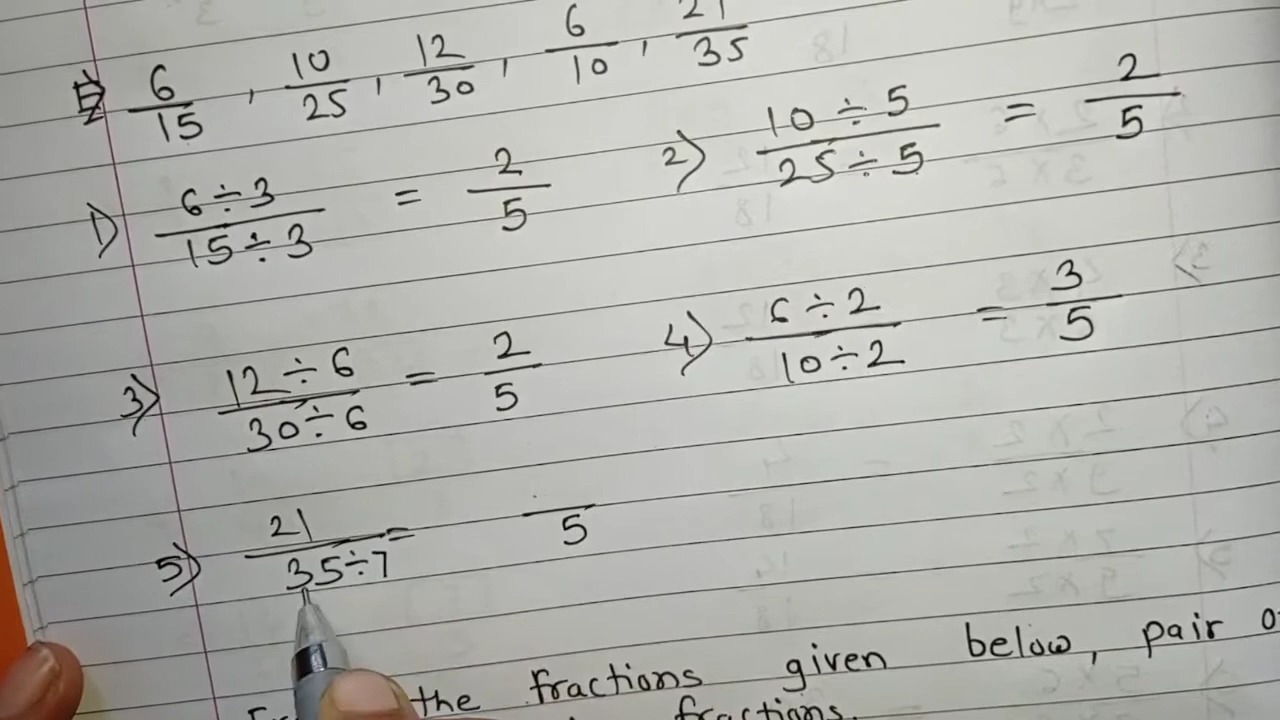 E) 6/15 , 10/25 , 12/30 , 6/10 , 21/35
1) 6÷3/15÷3 = 2/5
2) 10÷5/25÷5 = 2/5
3) 12÷6/30÷6 = 2/5
4) 6÷2/10÷2 = 3/5
5) 21/35÷7 = /5
the fractions given below, pair
fractions.